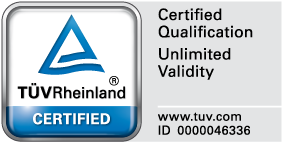 TÜVRheinland®
CERTIFIED
Certified
Qualification
Unlimited
Validity
www.tuv.com
ID 0000046336